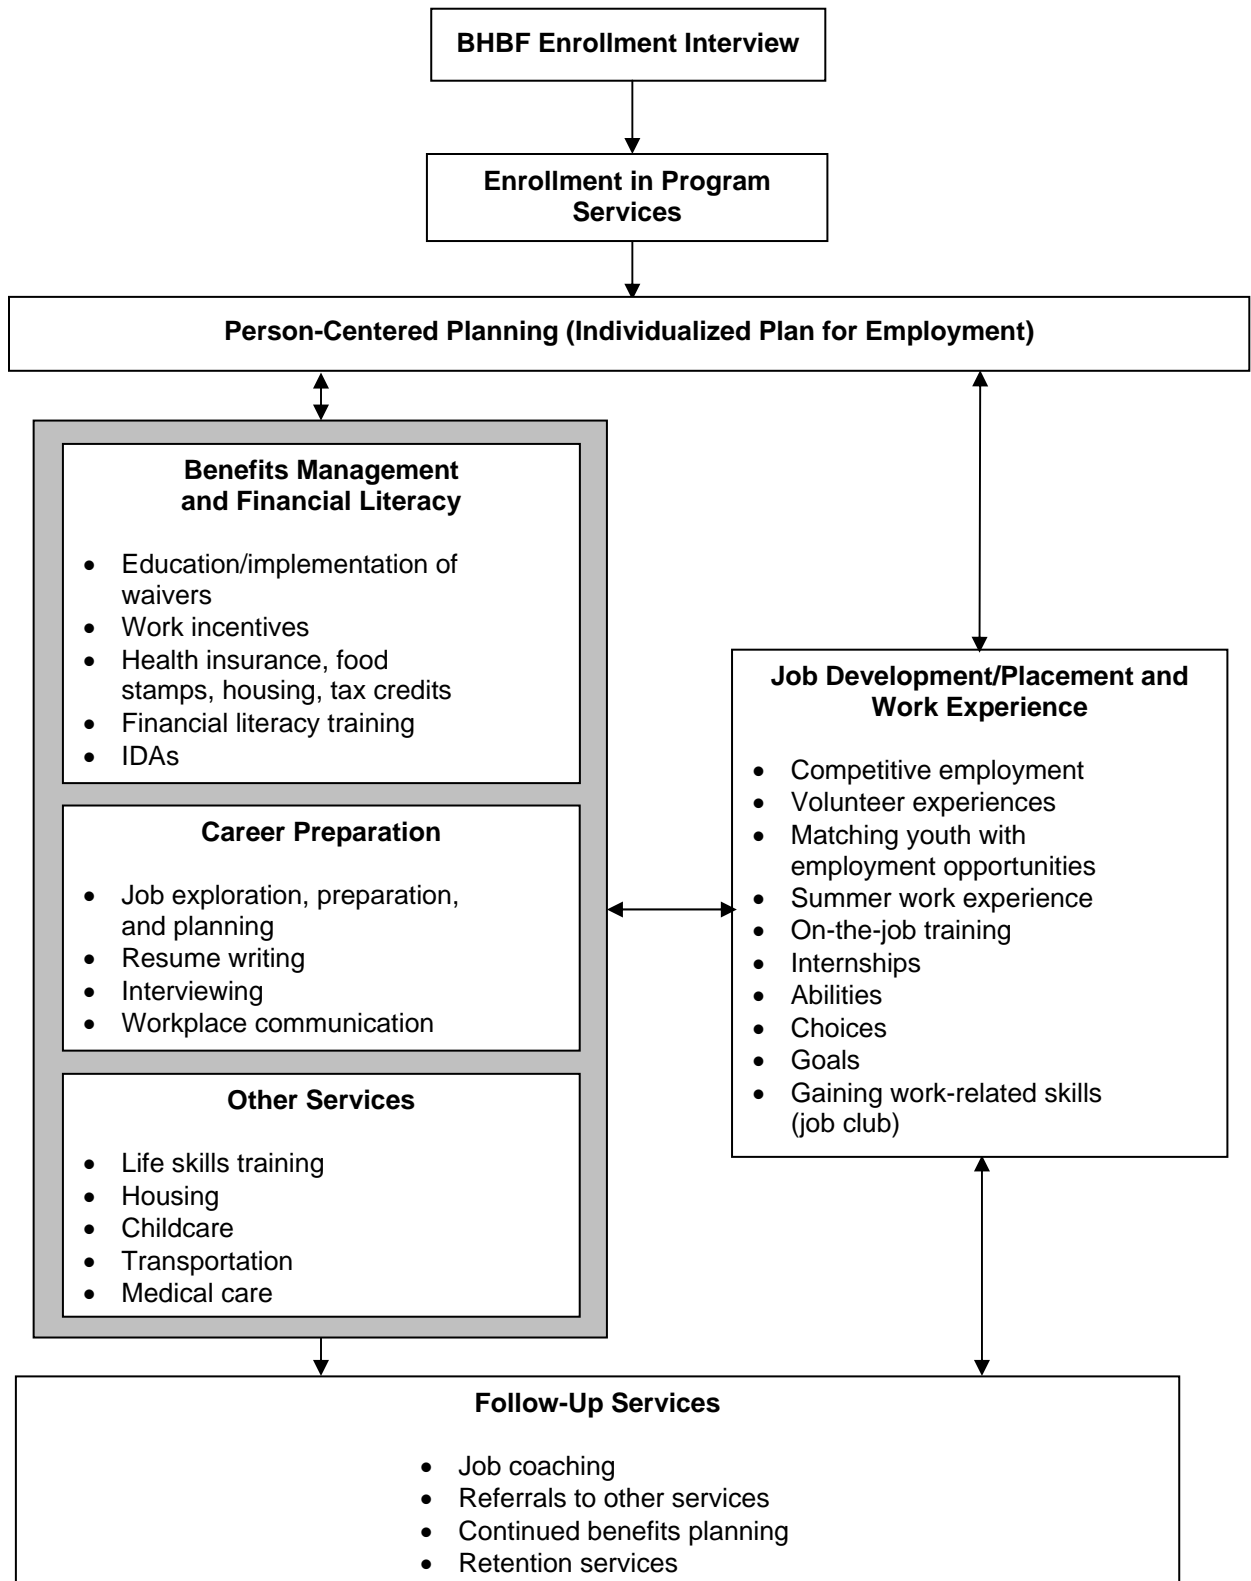 BHBF Enrollment Interview
Enrollment in Program
Services
Person-Centered Planning (Individualized Plan for Employment)
Benefits Management
and Financial Literacy
• Education/implementation of
waivers
• Work incentives
• Health insurance, food
stamps, housing, tax credits
• Financial literacy training
• IDAs
Career Preparation
• Job exploration, preparation,
and planning
• Resume writing
• Interviewing
• Workplace communication
Other Services
• Life skills training
• Housing
• Childcare
• Transportation
• Medical care
Job Development/Placement and
Work Experience
• Competitive employment
• Volunteer experiences
• Matching youth with
employment opportunities
• Summer work experience
• On-the-job training
• Internships
• Abilities
• Choices
• Goals
• Gaining work-related skills
(job club)
Follow-Up Services
• Job coaching
• Referrals to other services
• Continued benefits planning
• Retention services